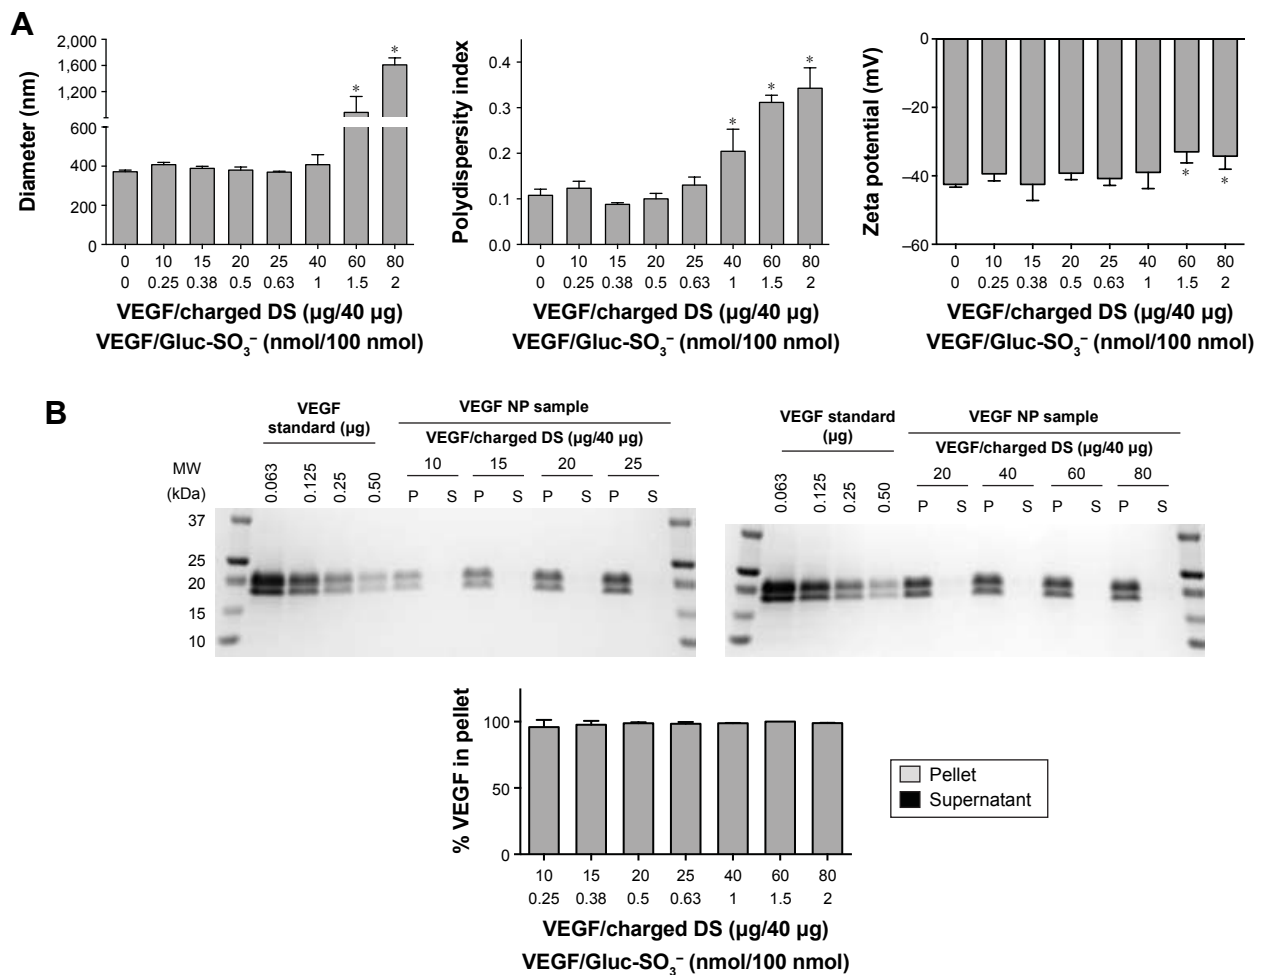 A
Diameter (nm)
2,000
1,600
1,200
600
400
200
0
* *
0 10 15 20 25 40 60 80
0 0.25 0.38 0.5 0.63 1 1.5 2
VEGF/charged DS (µg/40 µg)
VEGF/Gluc-SO₃⁻ (nmol/100 nmol)
Polydispersity index
0.4
0.3
0.2
0.1
0.0
* * *
0 10 15 20 25 40 60 80
0 0.25 0.38 0.5 0.63 1 1.5 2
VEGF/charged DS (µg/40 µg)
VEGF/Gluc-SO₃⁻ (nmol/100 nmol)
Zeta potential (mV)
0
–20
–40
–60
* *
0 10 15 20 25 40 60 80
0 0.25 0.38 0.5 0.63 1 1.5 2
VEGF/charged DS (µg/40 µg)
VEGF/Gluc-SO₃⁻ (nmol/100 nmol)
B
VEGF
standard (µg)
VEGF NP sample
VEGF/charged DS (µg/40 µg)
10 15 20 25
MW
(kDa)
0.063 0.125 0.25 0.50 P S P S P S P S
37
25
20
15
10
VEGF standard
(µg)
VEGF NP sample
VEGF/charged DS (µg/40 µg)
20 40 60 80
0.063 0.125 0.25 0.50 P S P S P S P S
% VEGF in pellet
100
50
0
10 15 20 25 40 60 80
0.25 0.38 0.5 0.63 1 1.5 2
VEGF/charged DS (µg/40 µg)
VEGF/Gluc-SO₃⁻ (nmol/100 nmol)
Pellet
Supernatant